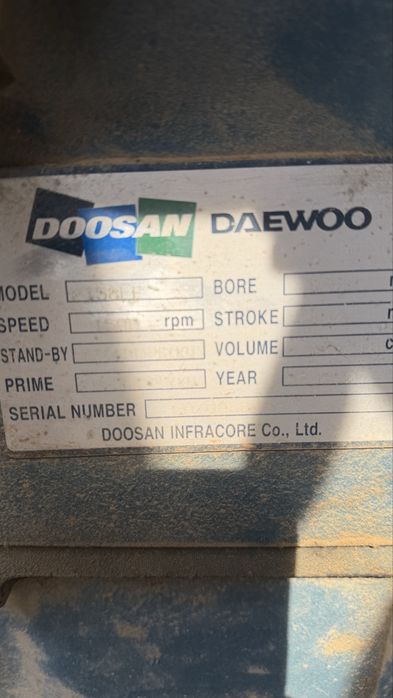 DOOSAN DAEWOO
MODEL BORE
SPEED rpm STROKE
STAND-BY VOLUME
PRIME YEAR
SERIAL NUMBER
DOOSAN INFRACORE Co., Ltd.